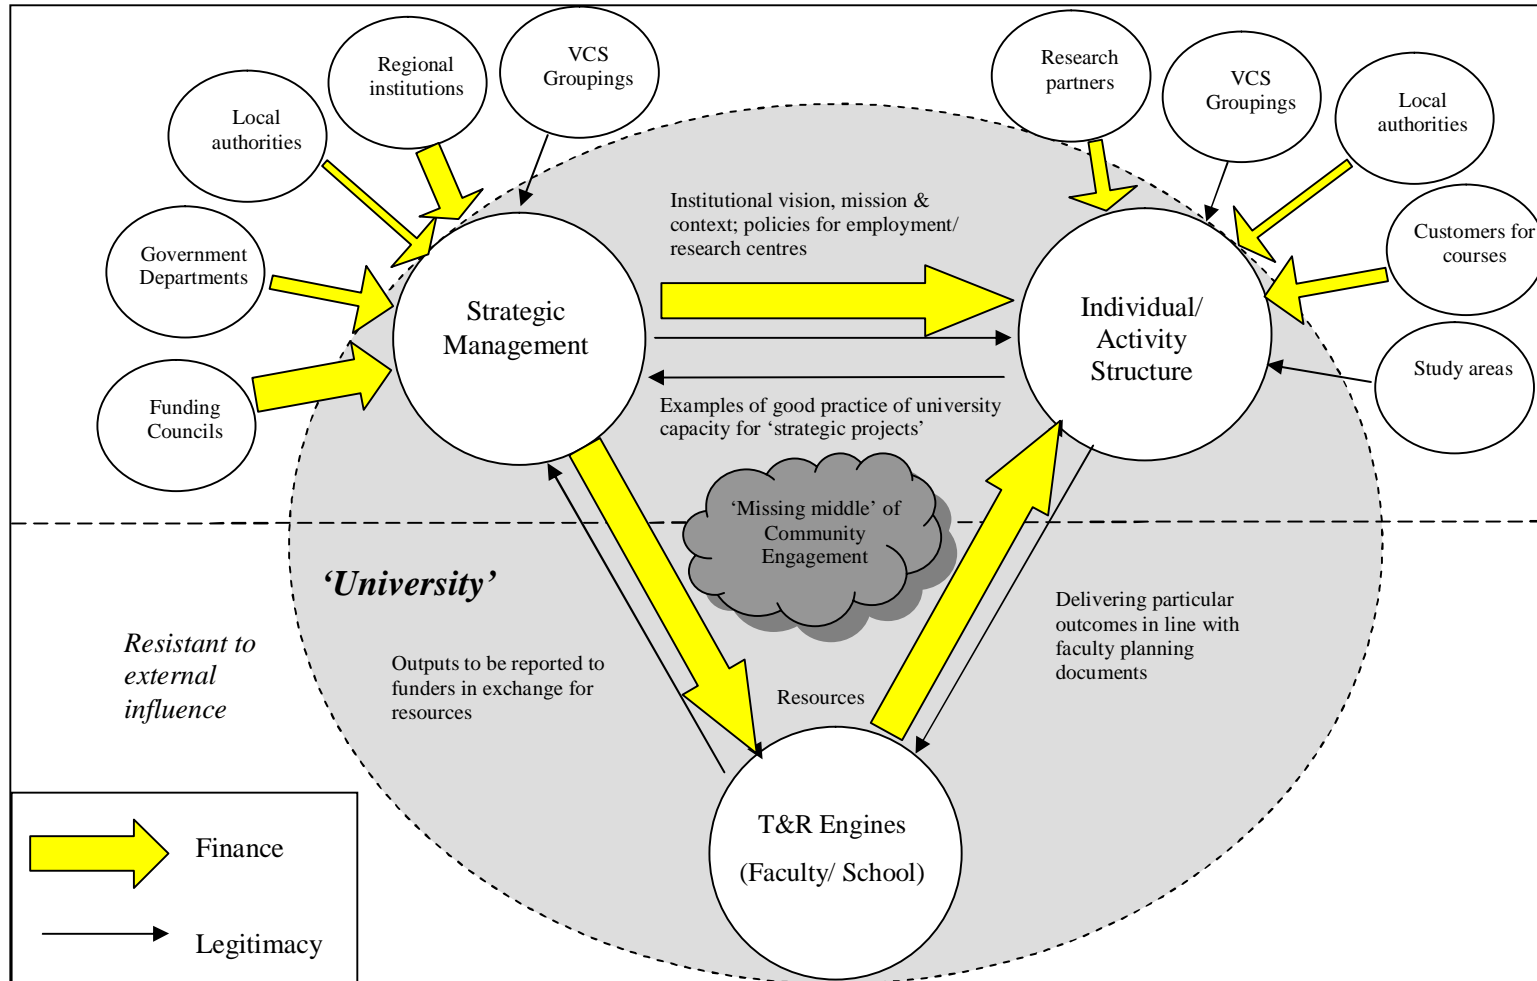 VCS
Groupings
Regional
institutions
Local
authorities
Government
Departments
Funding
Councils
Research
partners
VCS
Groupings
Local
authorities
Customers for
courses
Study areas
Institutional vision, mission &
context; policies for employment/
research centres
Strategic
Management
Individual/
Activity
Structure
Examples of good practice of university
capacity for ‘strategic projects’
‘Missing middle’ of
Community
Engagement
‘University’
Resistant to
external
influence
Outputs to be reported to
funders in exchange for
resources
Resources
Delivering particular
outcomes in line with
faculty planning
documents
T&R Engines
(Faculty/ School)
Finance
Legitimacy